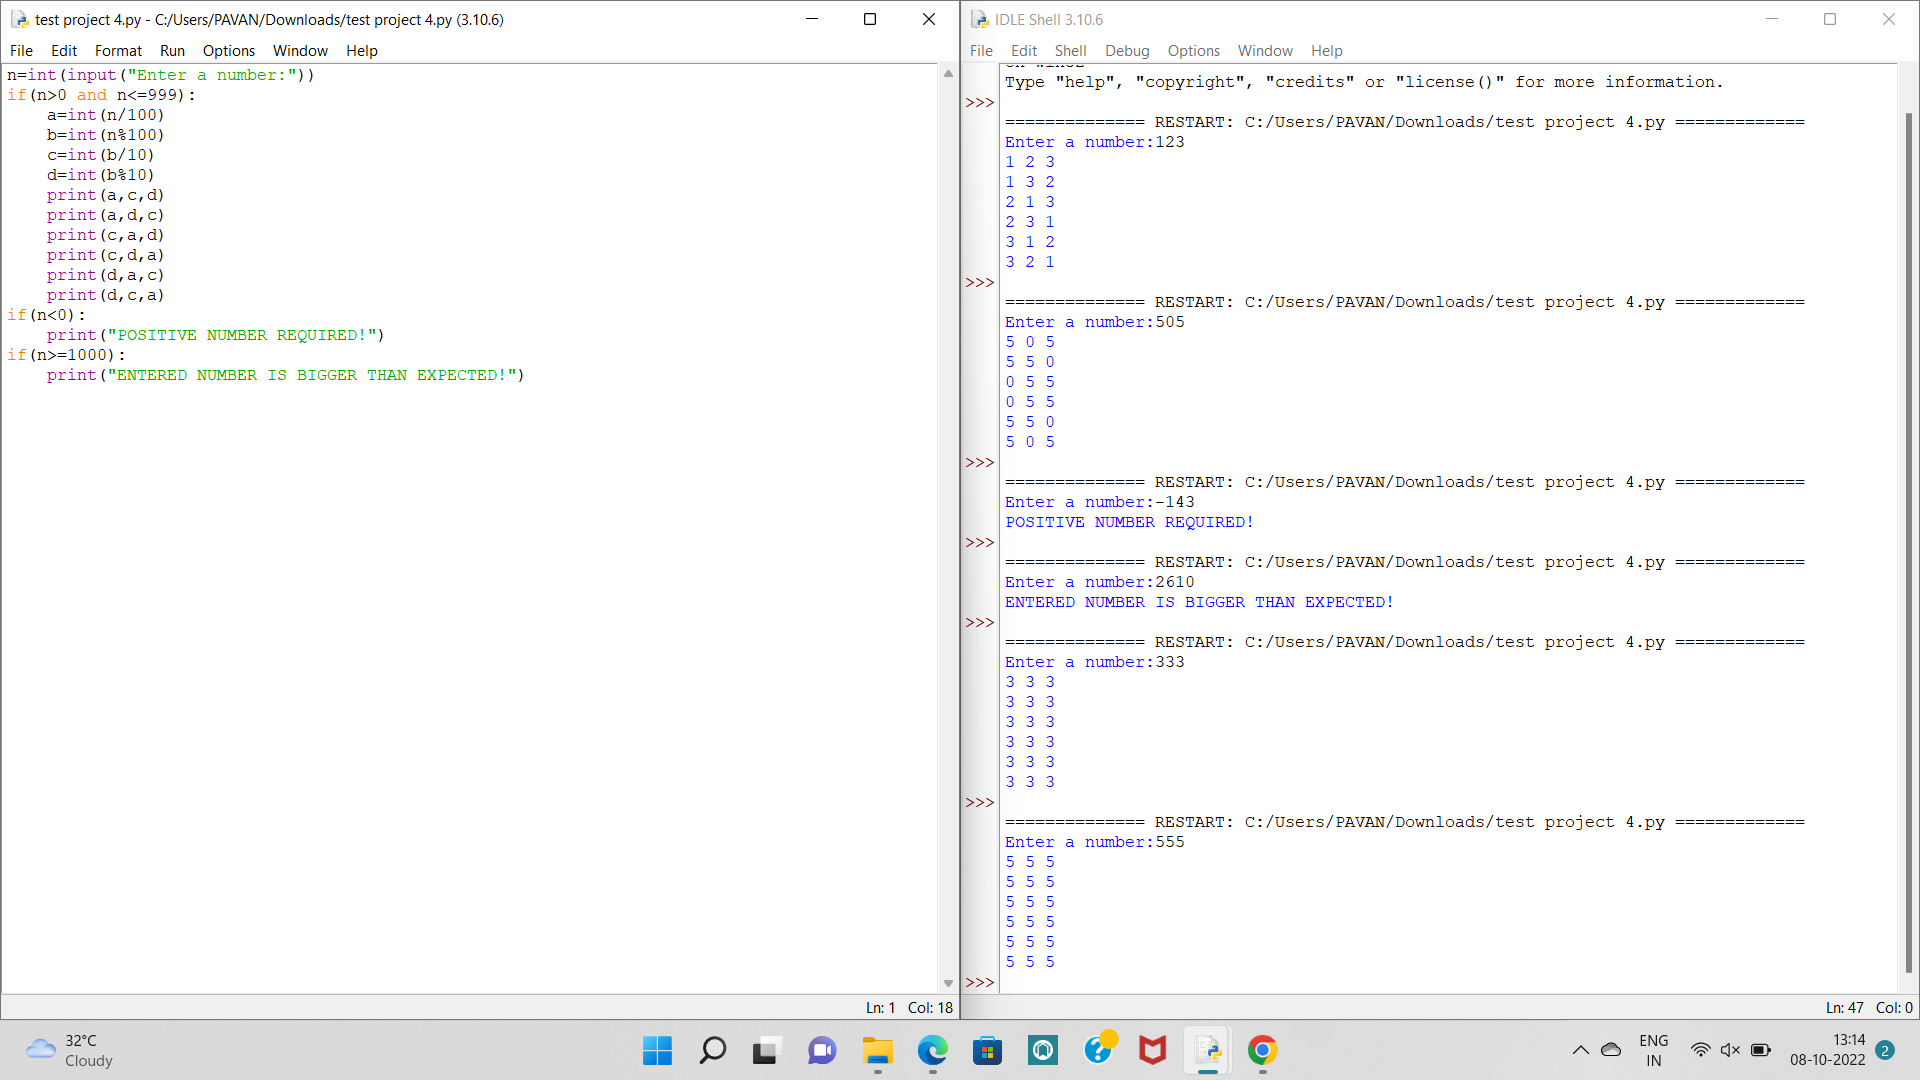 test project 4.py - C:/Users/PAVAN/Downloads/test project 4.py (3.10.6)
File Edit Format Run Options Window Help
n=int(input("Enter a number:"))
if(n>0 and n<=999):
    a=int(n/100)
    b=int(n%100)
    c=int(b/10)
    d=int(b%10)
    print(a,c,d)
    print(a,d,c)
    print(c,a,d)
    print(c,d,a)
    print(d,a,c)
    print(d,c,a)
if(n<0):
    print("POSITIVE NUMBER REQUIRED!")
if(n>=1000):
    print("ENTERED NUMBER IS BIGGER THAN EXPECTED!")
Ln: 1 Col: 18
IDLE Shell 3.10.6
File Edit Shell Debug Options Window Help
Type "help", "copyright", "credits" or "license()" for more information.
>>>
============== RESTART: C:/Users/PAVAN/Downloads/test project 4.py =============
Enter a number:123
1 2 3
1 3 2
2 1 3
2 3 1
3 1 2
3 2 1
>>>
============== RESTART: C:/Users/PAVAN/Downloads/test project 4.py =============
Enter a number:505
5 0 5
5 5 0
0 5 5
0 5 5
5 5 0
5 0 5
>>>
============== RESTART: C:/Users/PAVAN/Downloads/test project 4.py =============
Enter a number:-143
POSITIVE NUMBER REQUIRED!
>>>
============== RESTART: C:/Users/PAVAN/Downloads/test project 4.py =============
Enter a number:2610
ENTERED NUMBER IS BIGGER THAN EXPECTED!
>>>
============== RESTART: C:/Users/PAVAN/Downloads/test project 4.py =============
Enter a number:333
3 3 3
3 3 3
3 3 3
3 3 3
3 3 3
3 3 3
>>>
============== RESTART: C:/Users/PAVAN/Downloads/test project 4.py =============
Enter a number:555
5 5 5
5 5 5
5 5 5
5 5 5
5 5 5
5 5 5
>>>
Ln: 47 Col: 0
32°C
Cloudy
ENG
IN
13:14
08-10-2022
2